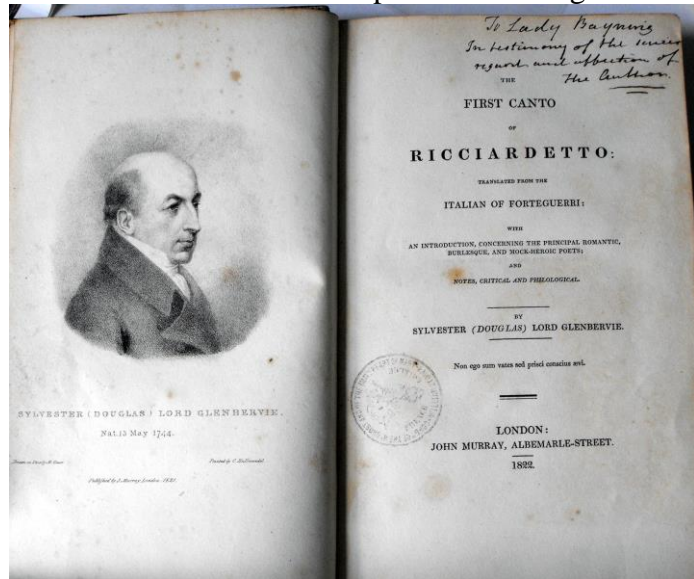 SYLVESTER (DOUGLAS) LORD GLENBERVIE.
Nat. 13 May 1744.
Published by J. Murray, London. 1822.
To Lady Bayning
In testimony of the sincere
regard and affection of
the Author.
THE
FIRST CANTO
OF
RICCIARDETTO:
TRANSLATED FROM THE
ITALIAN OF FORTEGUERRI:
WITH
AN INTRODUCTION, CONCERNING THE PRINCIPAL ROMANTIC,
BURLESQUE, AND MOCK-HEROIC POETS;
AND
NOTES, CRITICAL AND PHILOLOGICAL.
BY
SYLVESTER (DOUGLAS) LORD GLENBERVIE.
Non ego sum vates sed prisci conscius ævi.
LONDON:
JOHN MURRAY, ALBEMARLE-STREET.
1822.